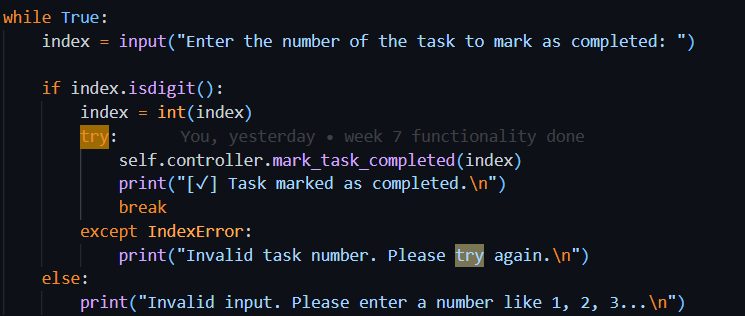 while True:
    index = input("Enter the number of the task to mark as completed: ")
    if index.isdigit():
        index = int(index)
        try:     You, yesterday • week 7 functionality done
            self.controller.mark_task_completed(index)
            print("[✓] Task marked as completed.\n")
            break
        except IndexError:
            print("Invalid task number. Please try again.\n")
    else:
        print("Invalid input. Please enter a number like 1, 2, 3...\n")